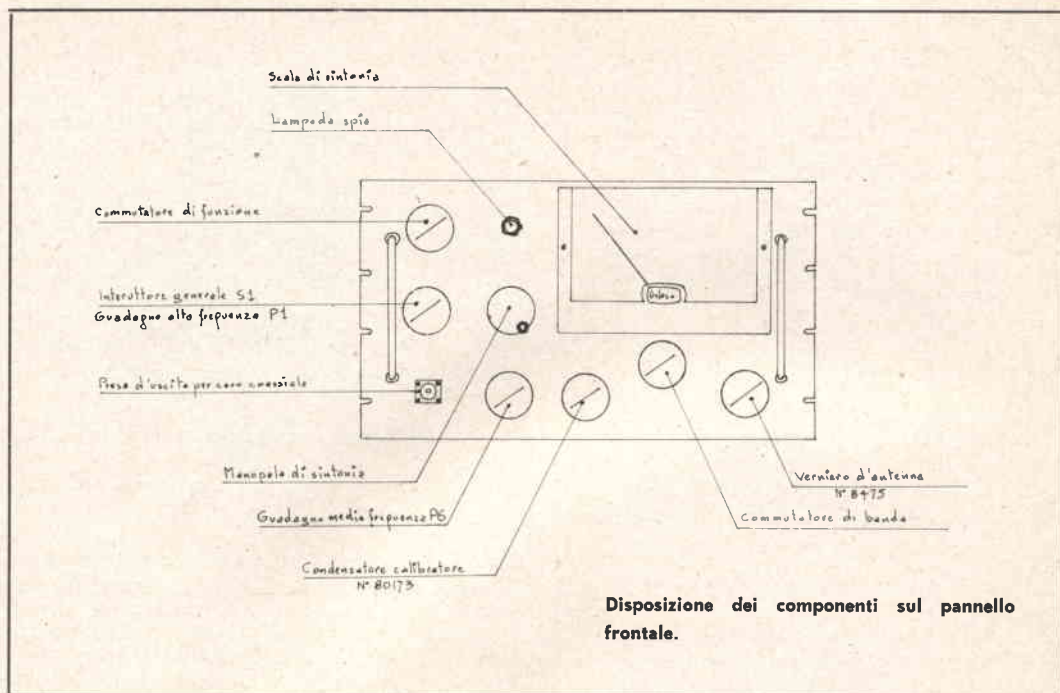 Scala di sintonia
Lampada spia
Commutatore di funzione
Interuttore generale S1
Guadagno alta frequenza P1
Presa d'uscita per cavo coassiale
Geloso
Manopola di sintonia
Guadagno media frequenza P6
Condensatore calibratore
N° 80173
Verniero d'antenna
N° 8475
Commutatore di banda
Disposizione dei componenti sul pannello
frontale.